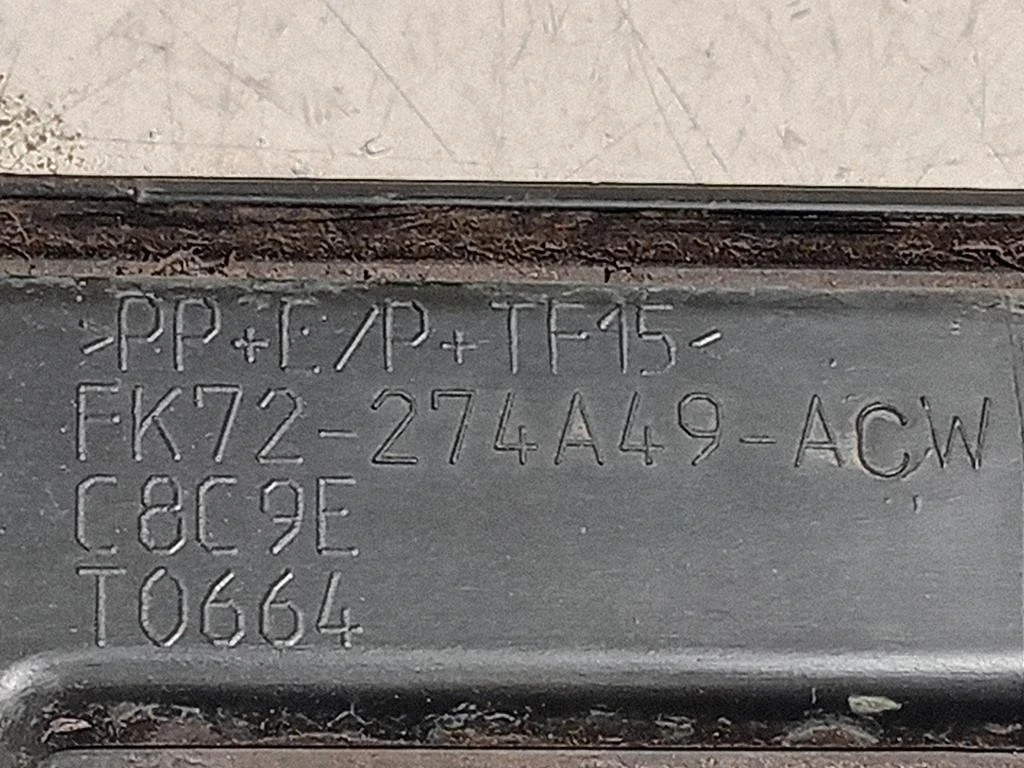 >PP+E/P+TF15<
FK72-274A49-ACW
C8C9E
T0664